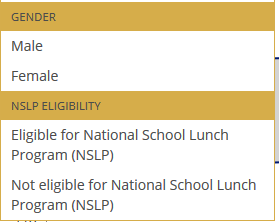 GENDER
Male
Female
NSLP ELIGIBILITY
Eligible for National School Lunch
Program (NSLP)
Not eligible for National School Lunch
Program (NSLP)